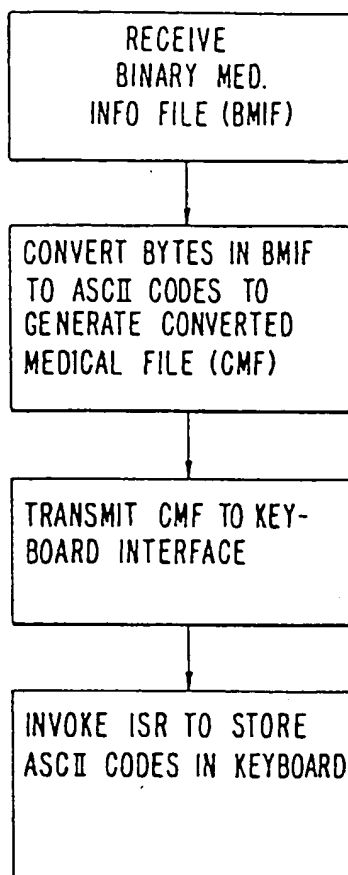 RECEIVE
BINARY MED.
INFO FILE (BMIF)
CONVERT BYTES IN BMIF
TO ASCII CODES TO
GENERATE CONVERTED
MEDICAL FILE (CMF)
TRANSMIT CMF TO KEY-
BOARD INTERFACE
INVOKE ISR TO STORE
ASCII CODES IN KEYBOARD